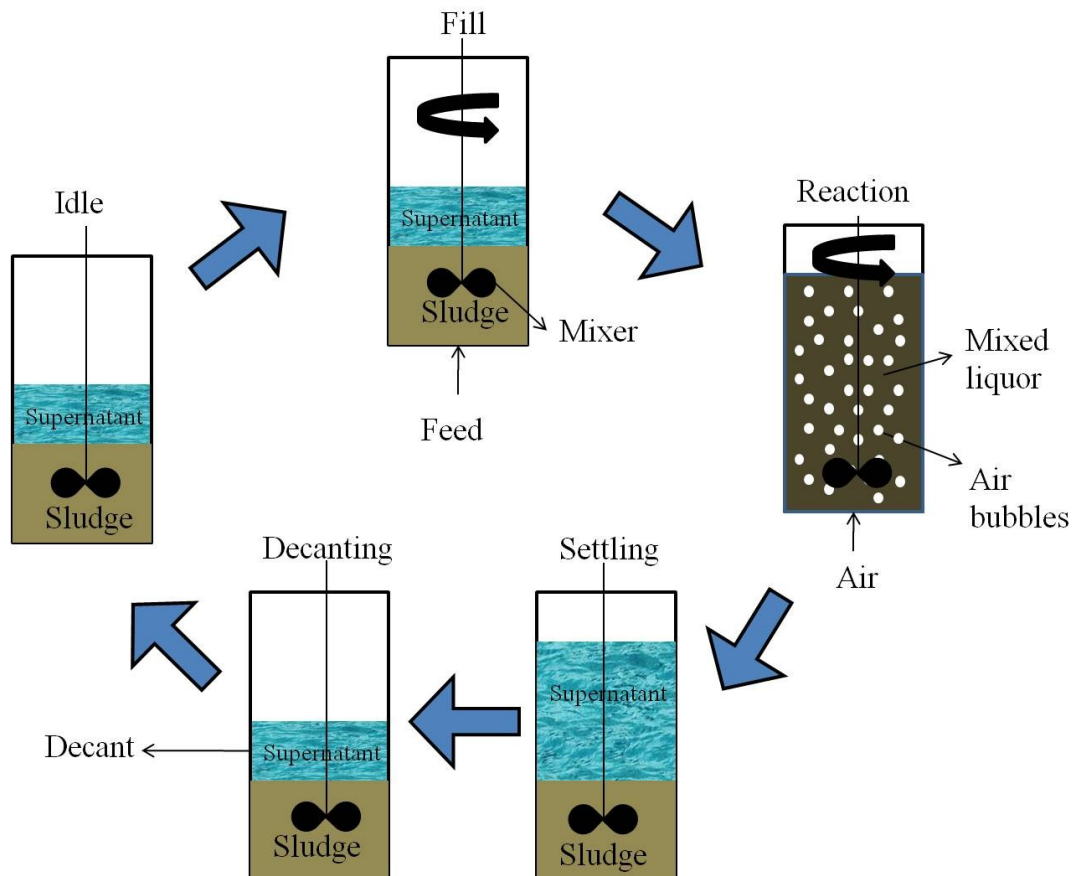 Fill
Supernatant
Sludge
Mixer
Feed
Idle
Supernatant
Sludge
Reaction
Mixed
liquor
Air
bubbles
Air
Settling
Supernatant
Sludge
Decanting
Decant
Supernatant
Sludge